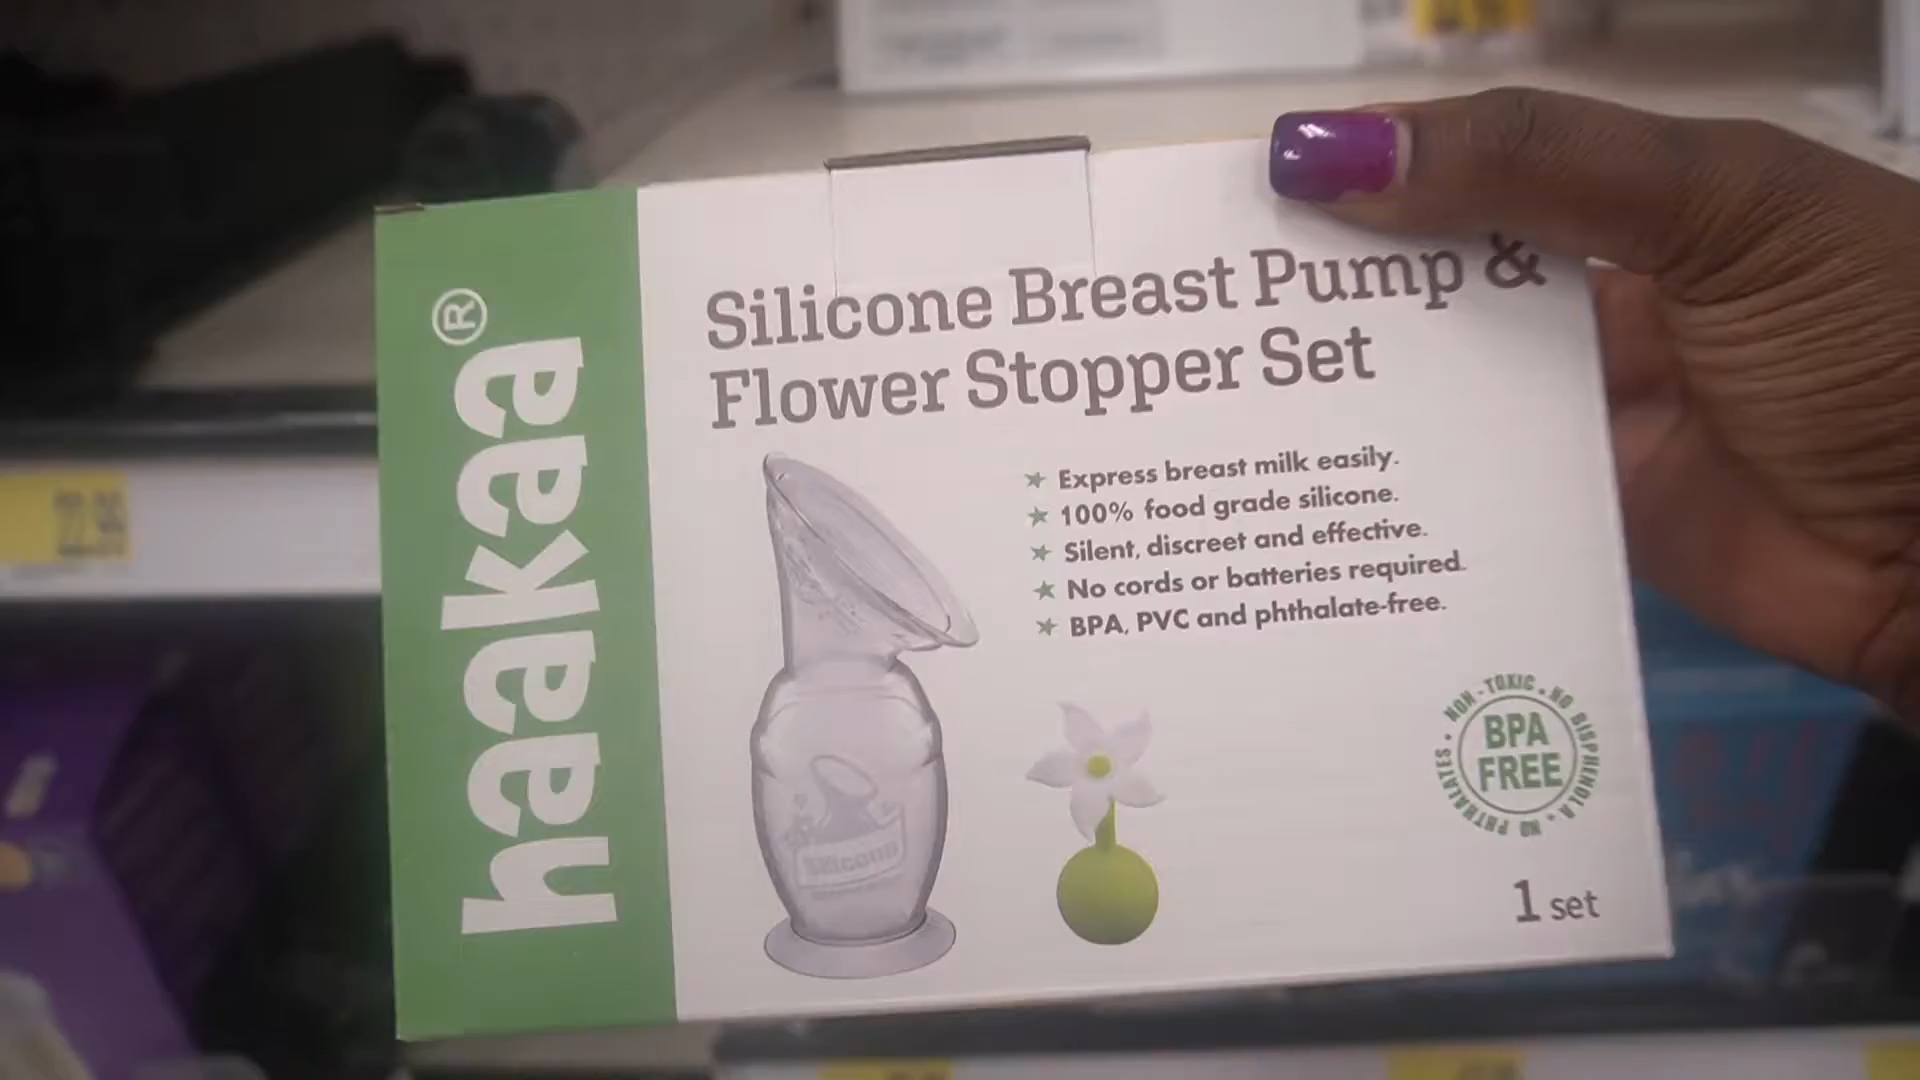 haakaa®
Silicone Breast Pump &
Flower Stopper Set
Express breast milk easily.
100% food grade silicone.
Silent, discreet and effective.
No cords or batteries required.
BPA, PVC and phthalate-free.
Silicone
NON-TOXIC • NO BISPHENOL A • NO PHTHALATES •
BPA
FREE
1 set